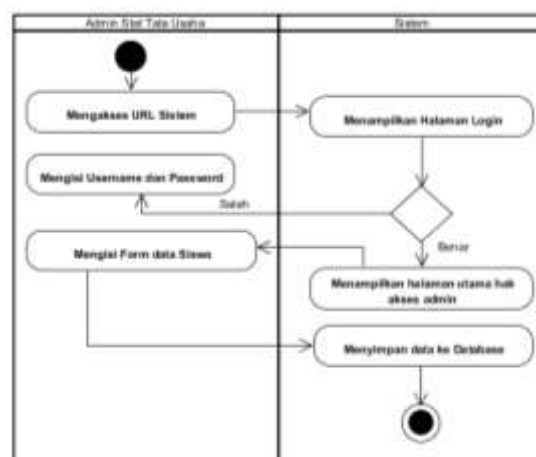 Admin Staf Tata Usaha
Sistem
Mengakses URL Sistem
Menampilkan Halaman Login
Mengisi Username dan Password
Salah
Benar
Mengisi Form data Siswa
Menampilkan halaman utama hak
akses admin
Menyimpan data ke Database